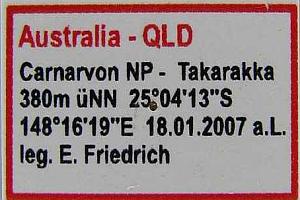 Australia - QLD
Carnarvon NP - Takarakka
380m üNN 25°04'13"S
148°16'19"E 18.01.2007 a.L.
leg. E. Friedrich